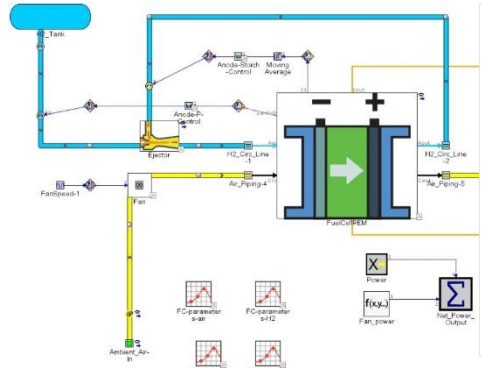 _Tank
Anode-Stoich
-Control
Moving
Average
Anode-P-
Control
Ejector
H2_Circ_Line
-1
H2_Circ_Line
-2
FanSpeed-1
Fan
Air_Piping-4
Air_Piping-5
FuelCellPEM
Power
FC-parameter
s-air
FC-parameter
s-H2
f(x,y,..)
Fan_power
Net_Power_
Output
Ambient_Air-
in